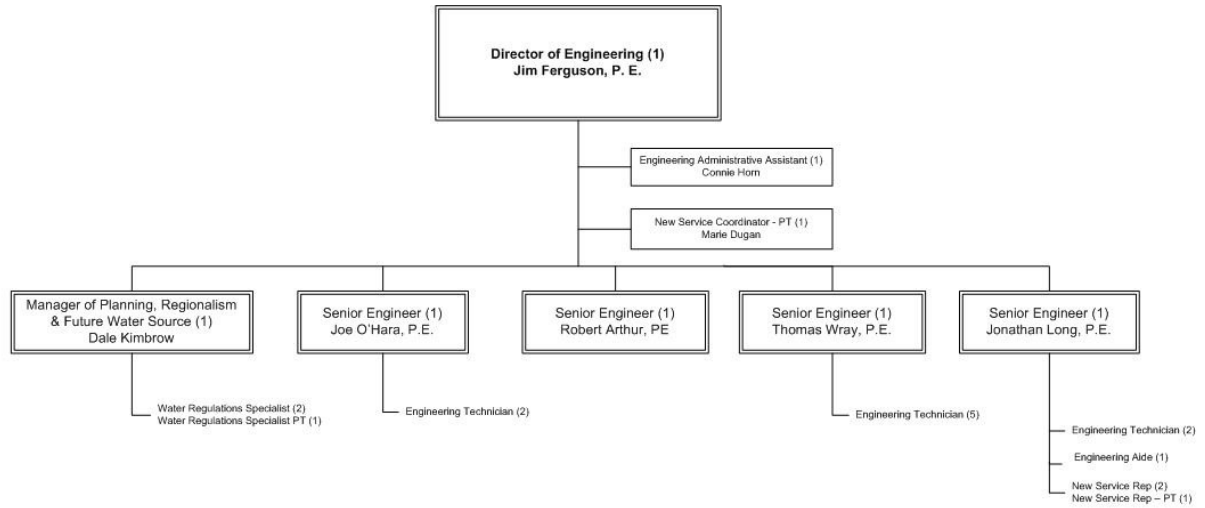 Director of Engineering (1)
Jim Ferguson, P. E.
Engineering Administrative Assistant (1)
Connie Horn
New Service Coordinator - PT (1)
Marie Dugan
Manager of Planning, Regionalism
& Future Water Source (1)
Dale Kimbrow
Senior Engineer (1)
Joe O'Hara, P.E.
Senior Engineer (1)
Robert Arthur, PE
Senior Engineer (1)
Thomas Wray, P.E.
Senior Engineer (1)
Jonathan Long, P.E.
Water Regulations Specialist (2)
Water Regulations Specialist PT (1)
Engineering Technician (2)
Engineering Technician (5)
Engineering Technician (2)
Engineering Aide (1)
New Service Rep (2)
New Service Rep – PT (1)